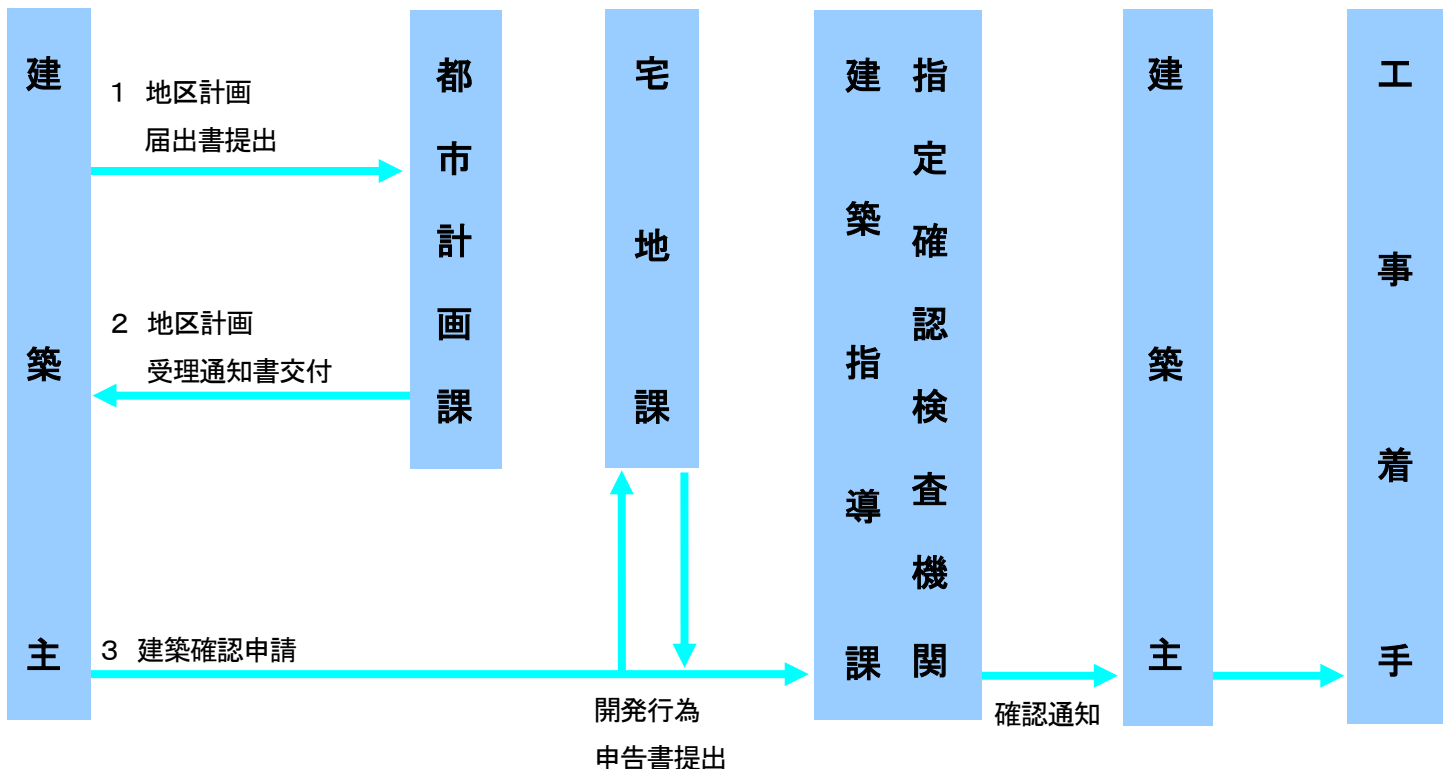 建築主
1 地区計画
届出書提出
2 地区計画
受理通知書交付
3 建築確認申請
都市計画課
宅地課
開発行為
申告書提出
建築指導課
指定確認検査機関
確認通知
建築主
工事着手